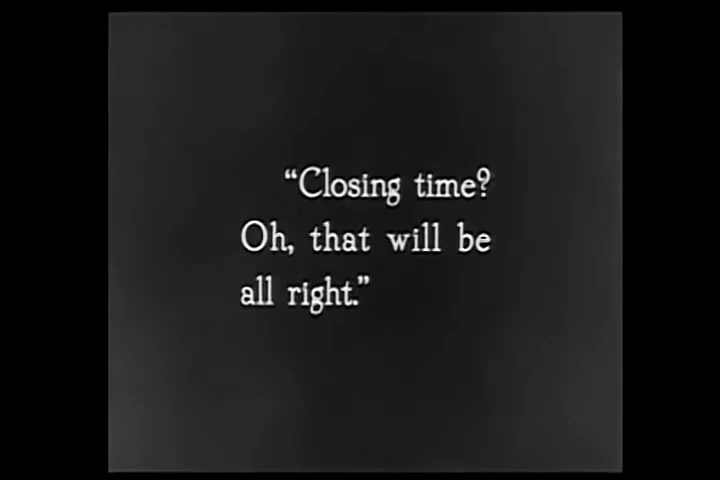 “Closing time?
Oh, that will be
all right.”